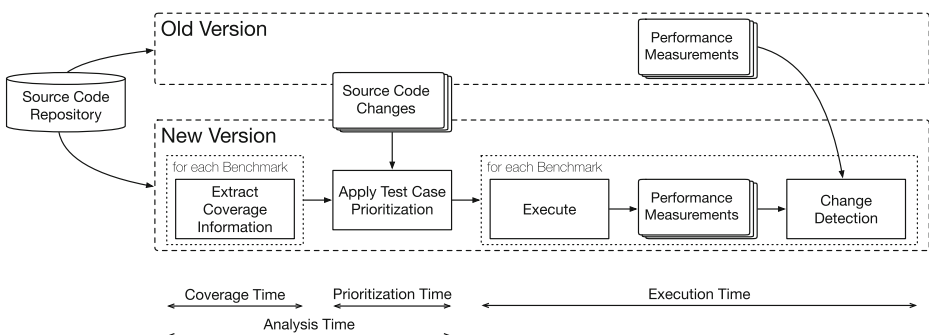 Old Version
Performance
Measurements
Source Code
Repository
Source Code
Changes
New Version
for each Benchmark
Extract
Coverage
Information
Apply Test Case
Prioritization
for each Benchmark
Execute
Performance
Measurements
Change
Detection
Coverage Time
Prioritization Time
Execution Time
Analysis Time